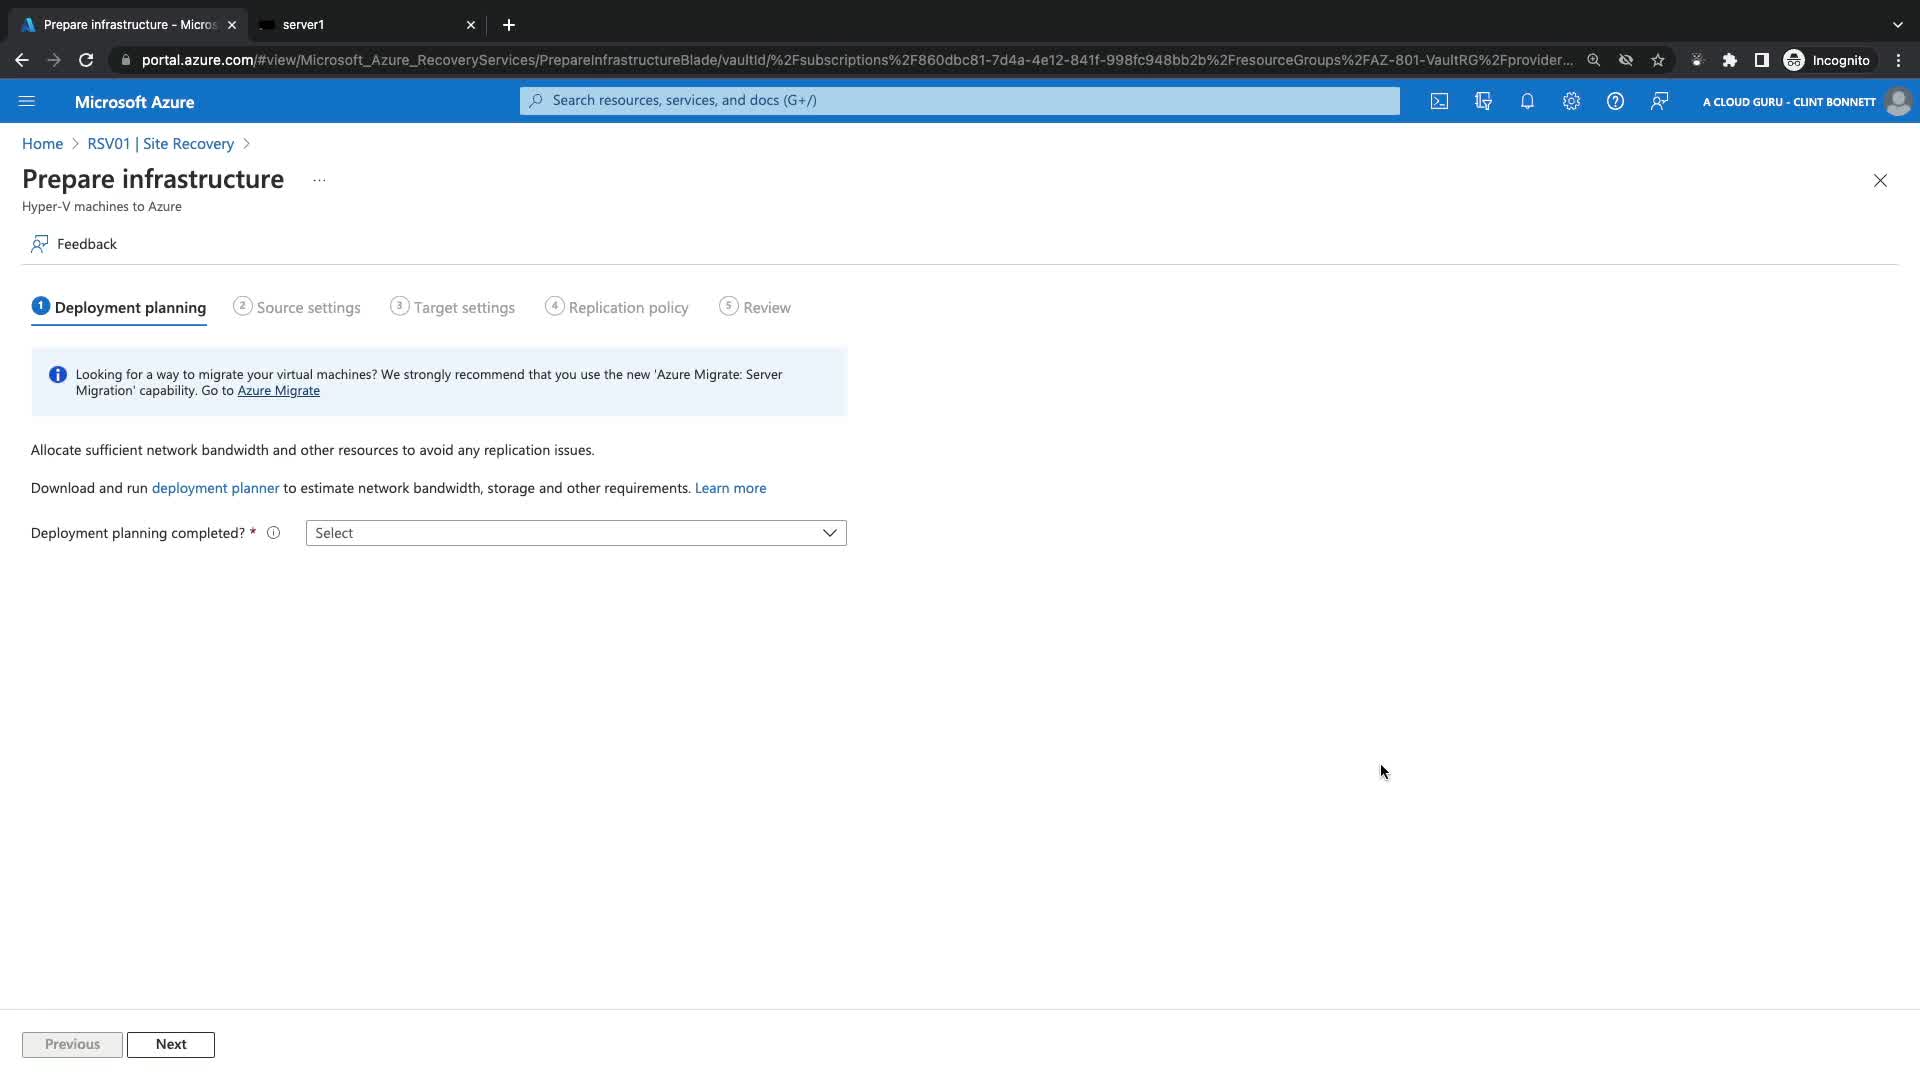 Prepare infrastructure - Micros
server1
portal.azure.com/#view/Microsoft_Azure_RecoveryServices/PrepareInfrastructureBlade/vaultId/%2Fsubscriptions%2F860dbc81-7d4a-4e12-841f-998fc948bb2b%2FresourceGroups%2FAZ-801-VaultRG%2Fprovider...
Incognito
Microsoft Azure
Search resources, services, and docs (G+/)
A CLOUD GURU - CLINT BONNETT
Home > RSV01 | Site Recovery >
Prepare infrastructure ...
Hyper-V machines to Azure
Feedback
1 Deployment planning 2 Source settings 3 Target settings 4 Replication policy 5 Review
Looking for a way to migrate your virtual machines? We strongly recommend that you use the new 'Azure Migrate: Server
Migration' capability. Go to Azure Migrate
Allocate sufficient network bandwidth and other resources to avoid any replication issues.
Download and run deployment planner to estimate network bandwidth, storage and other requirements. Learn more
Deployment planning completed? * Select
Previous Next